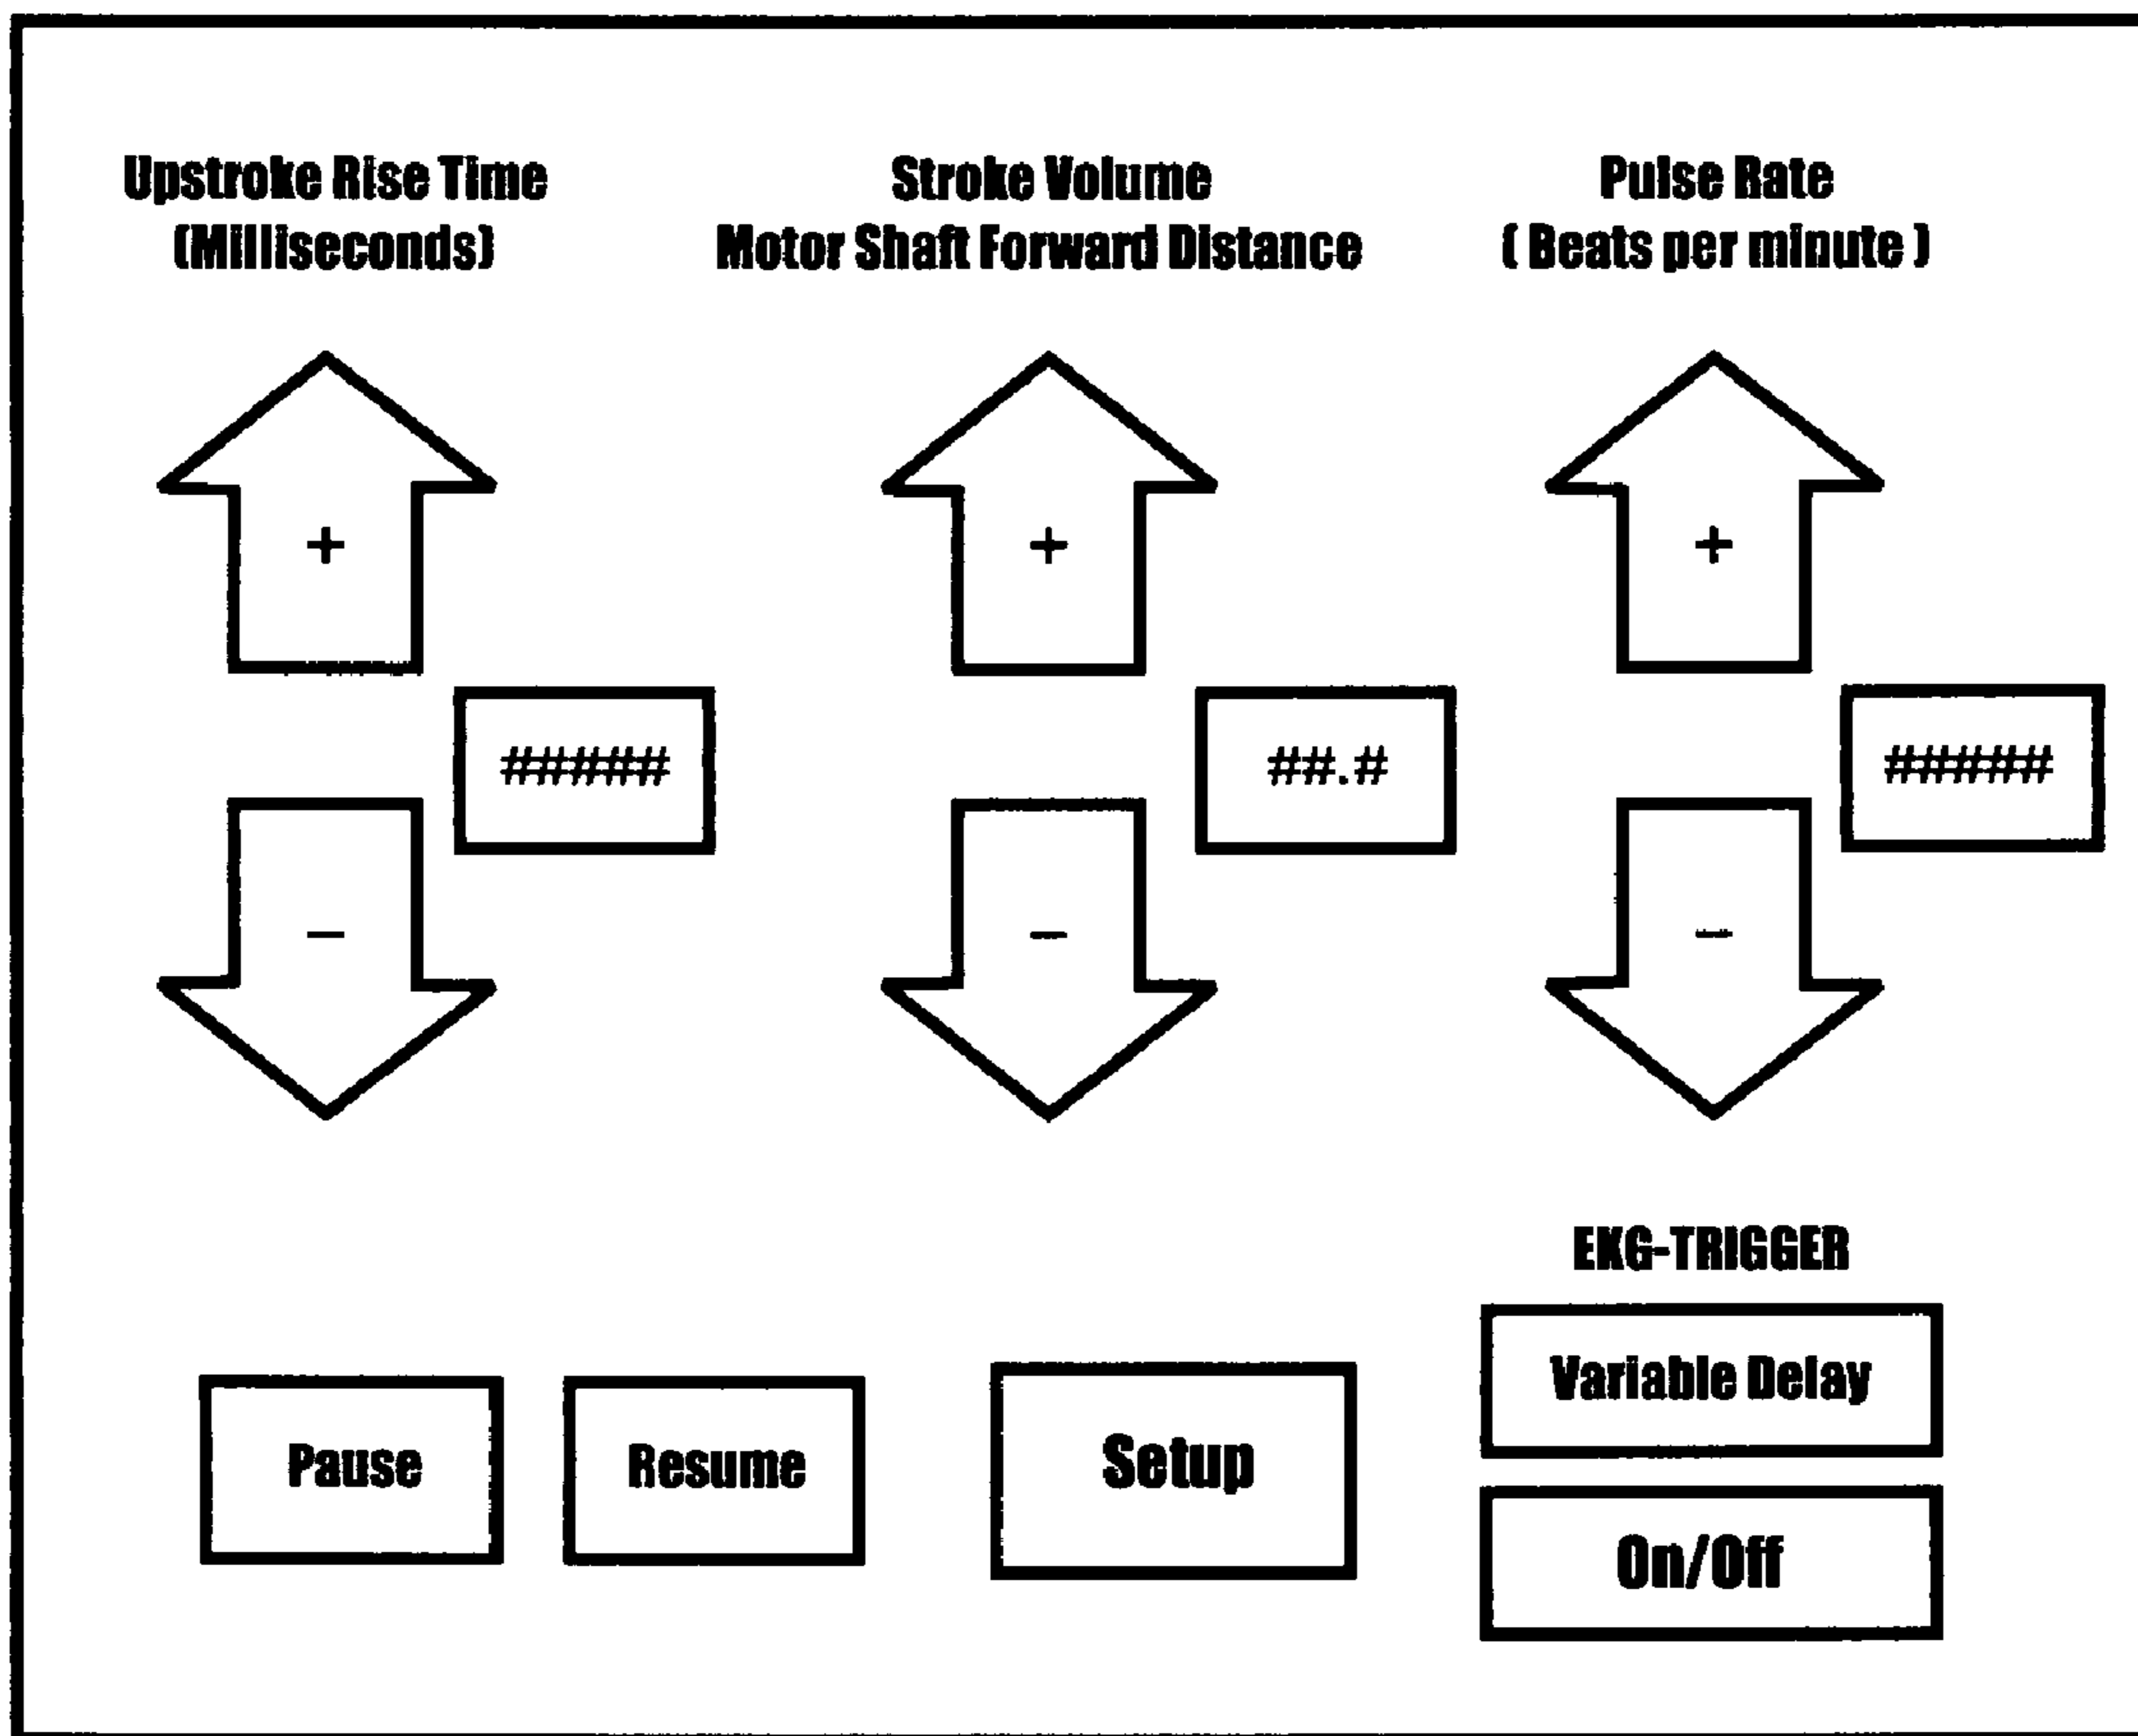 Upstroke Rise Time
(Milliseconds)
Stroke Volume
Motor Shaft Forward Distance
Pulse Rate
( Beats per minute )
+
+
+
######
##.#
######
–
–
–
EKG-TRIGGER
Variable Delay
Pause
Resume
Setup
On/Off